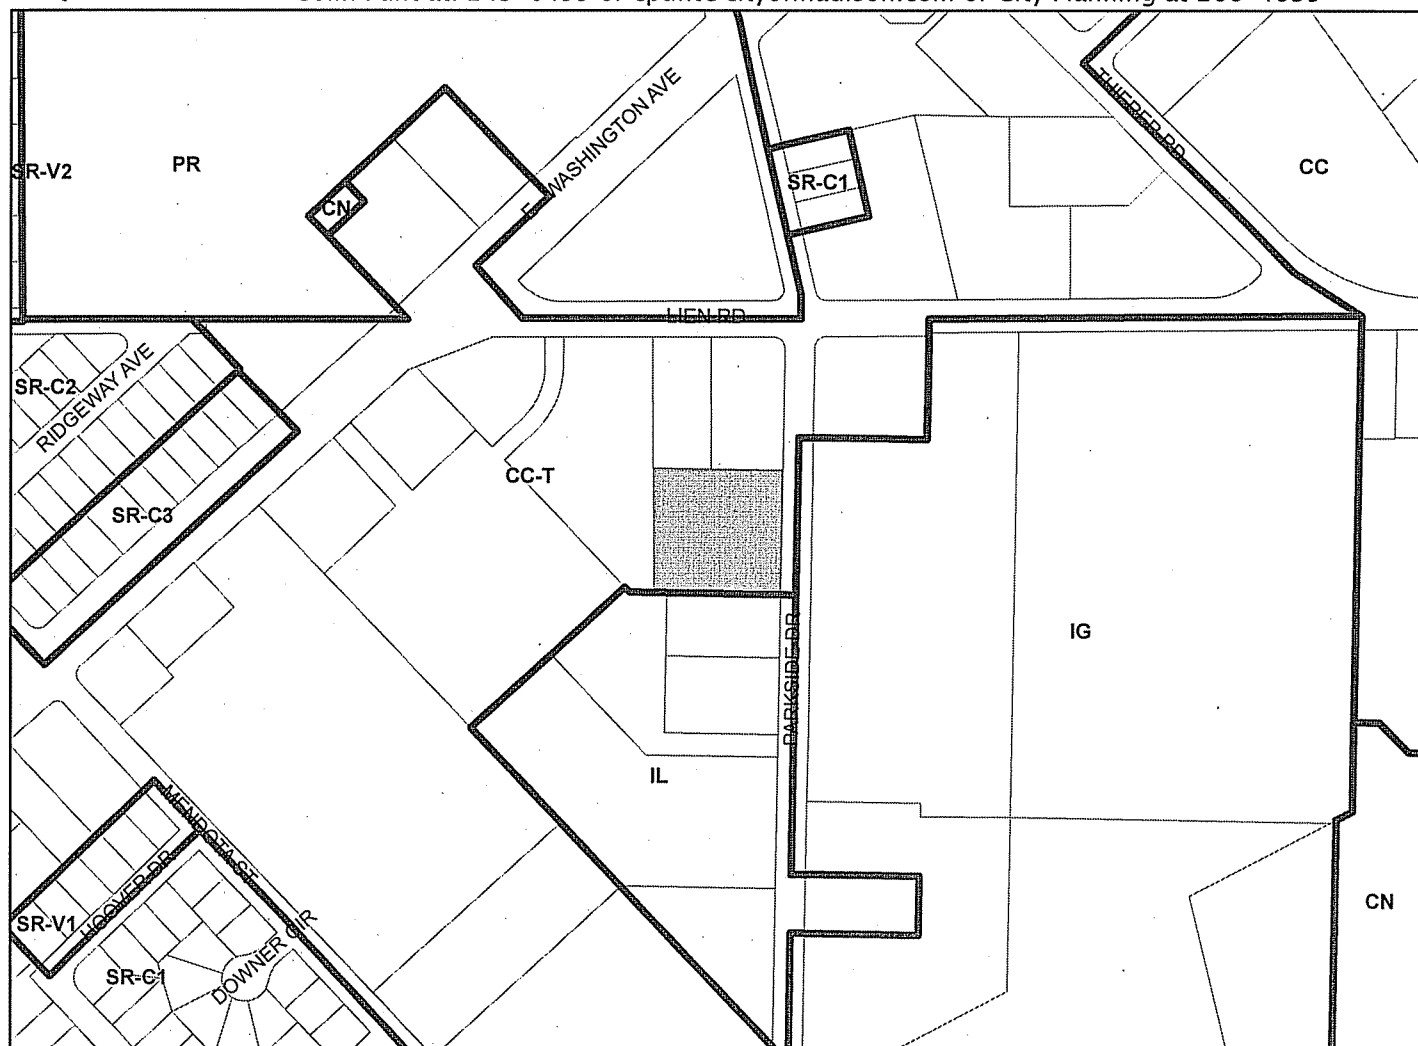 E WASHINGTON AVE
THIERER RD
SR-V2
PR
CC
SR-C1
CN
LIEN RD
RIDGEWAY AVE
SR-C2
CC-T
SR-C3
IG
PARKSIDE DR
IL
MENDOTA ST
HOOVER DR
CN
SR-V1
DOWNER CIR
SR-C1